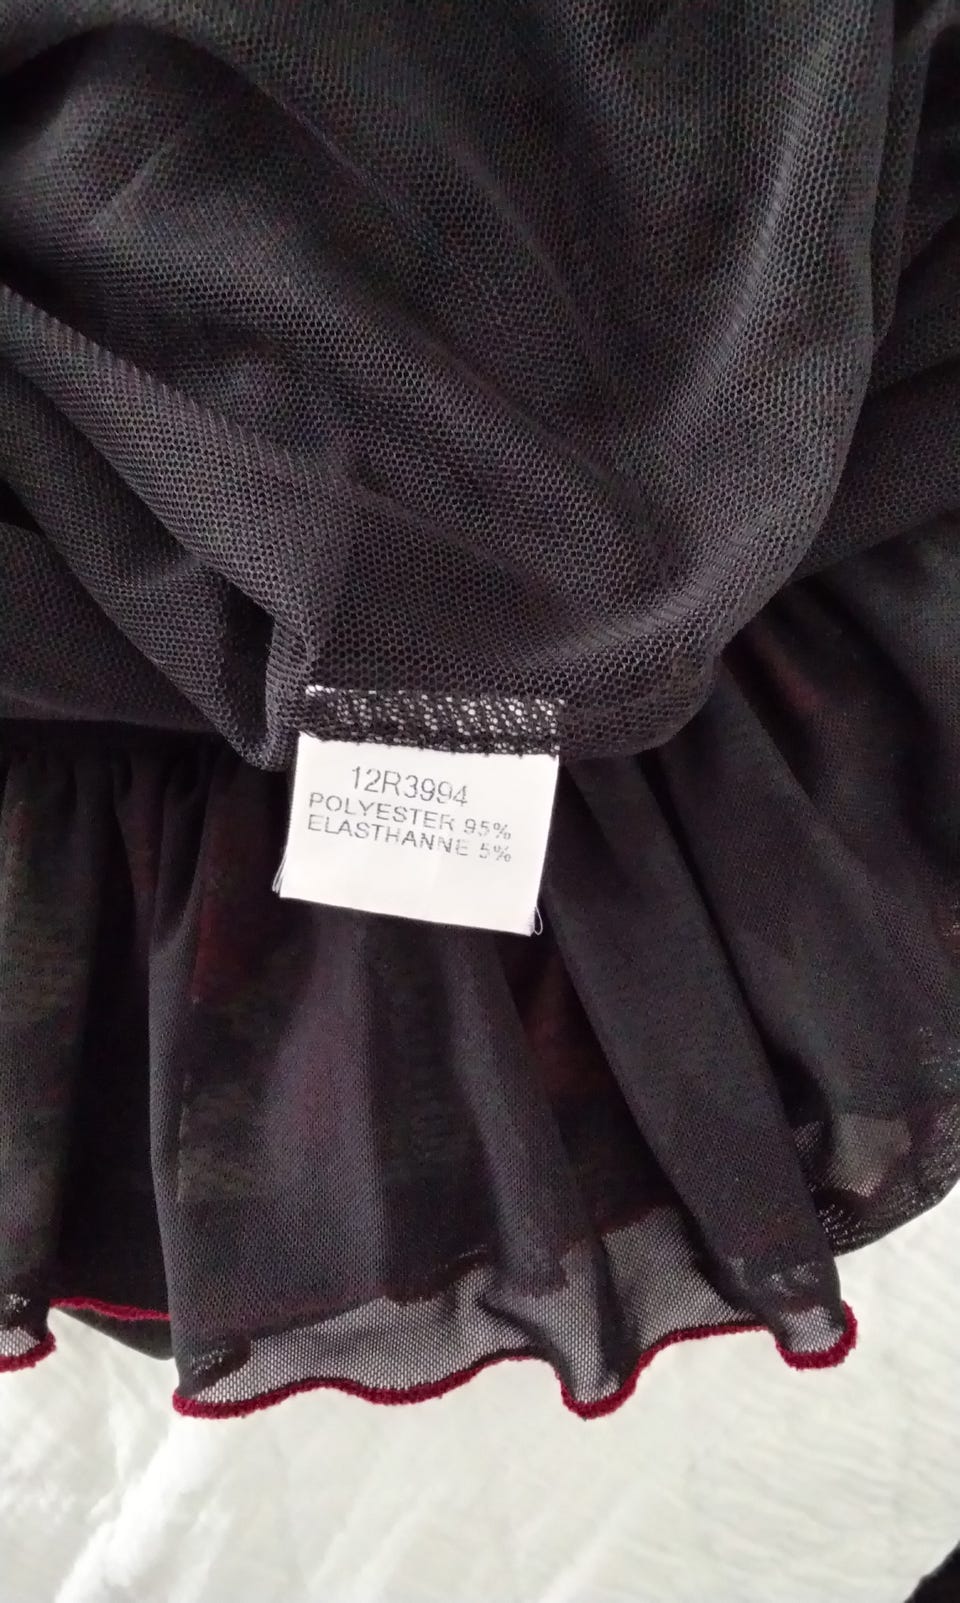 12R3994
POLYESTER 95%
ELASTHANNE 5%